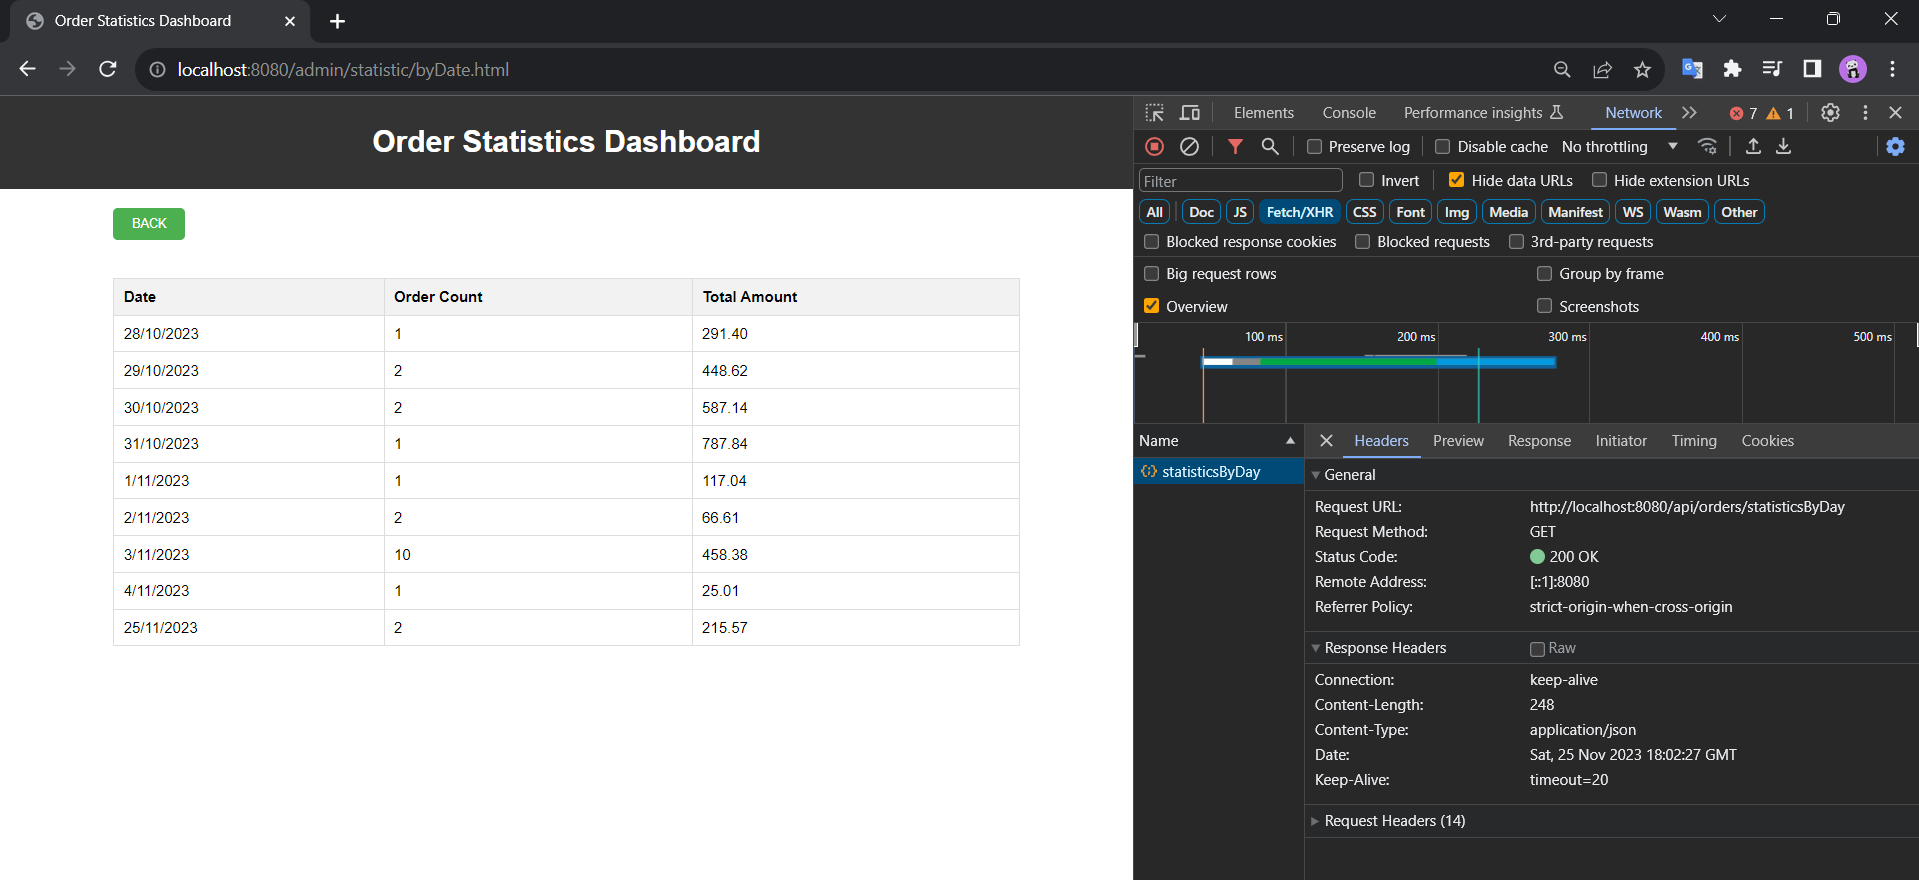 Order Statistics Dashboard
localhost:8080/admin/statistic/byDate.html
Order Statistics Dashboard
BACK
Date Order Count Total Amount
28/10/2023 1 291.40
29/10/2023 2 448.62
30/10/2023 2 587.14
31/10/2023 1 787.84
1/11/2023 1 117.04
2/11/2023 2 66.61
3/11/2023 10 458.38
4/11/2023 1 25.01
25/11/2023 2 215.57
Elements Console Performance insights Network 7 1
Preserve log Disable cache No throttling
Filter Invert Hide data URLs Hide extension URLs
All Doc JS Fetch/XHR CSS Font Img Media Manifest WS Wasm Other
Blocked response cookies Blocked requests 3rd-party requests
Big request rows Group by frame
Overview Screenshots
100 ms 200 ms 300 ms 400 ms 500 ms
Name Headers Preview Response Initiator Timing Cookies
statisticsByDay
General
Request URL: http://localhost:8080/api/orders/statisticsByDay
Request Method: GET
Status Code: 200 OK
Remote Address: [::1]:8080
Referrer Policy: strict-origin-when-cross-origin
Response Headers Raw
Connection: keep-alive
Content-Length: 248
Content-Type: application/json
Date: Sat, 25 Nov 2023 18:02:27 GMT
Keep-Alive: timeout=20
Request Headers (14)